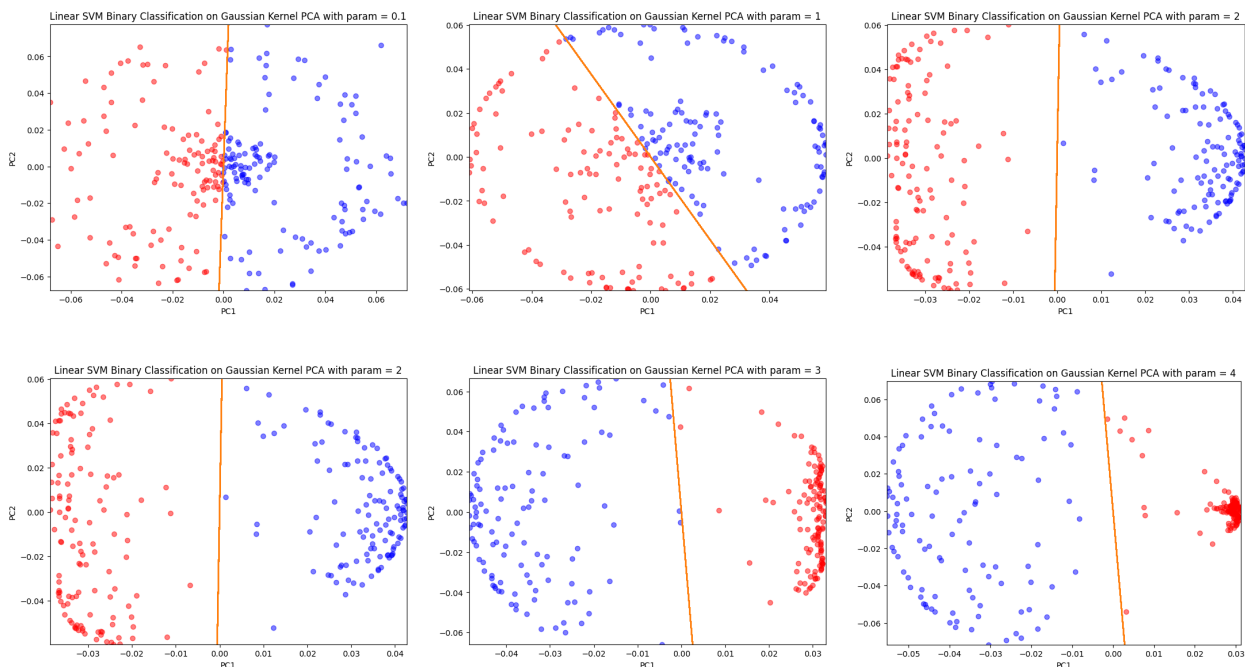 Linear SVM Binary Classification on Gaussian Kernel PCA with param = 0.1
0.06
0.04
0.02
0.00
−0.02
−0.04
−0.06
PC2
−0.06 −0.04 −0.02 0.00 0.02 0.04 0.06
PC1
Linear SVM Binary Classification on Gaussian Kernel PCA with param = 1
0.06
0.04
0.02
0.00
−0.02
−0.04
−0.06
PC2
−0.06 −0.04 −0.02 0.00 0.02 0.04
PC1
Linear SVM Binary Classification on Gaussian Kernel PCA with param = 2
0.06
0.04
0.02
0.00
−0.02
−0.04
PC2
−0.03 −0.02 −0.01 0.00 0.01 0.02 0.03 0.04
PC1
Linear SVM Binary Classification on Gaussian Kernel PCA with param = 2
0.06
0.04
0.02
0.00
−0.02
−0.04
PC2
−0.03 −0.02 −0.01 0.00 0.01 0.02 0.03 0.04
PC1
Linear SVM Binary Classification on Gaussian Kernel PCA with param = 3
0.06
0.04
0.02
0.00
−0.02
−0.04
−0.06
PC2
−0.04 −0.03 −0.02 −0.01 0.00 0.01 0.02 0.03
PC1
Linear SVM Binary Classification on Gaussian Kernel PCA with param = 4
0.06
0.04
0.02
0.00
−0.02
−0.04
−0.06
PC2
−0.05 −0.04 −0.03 −0.02 −0.01 0.00 0.01 0.02 0.03
PC1